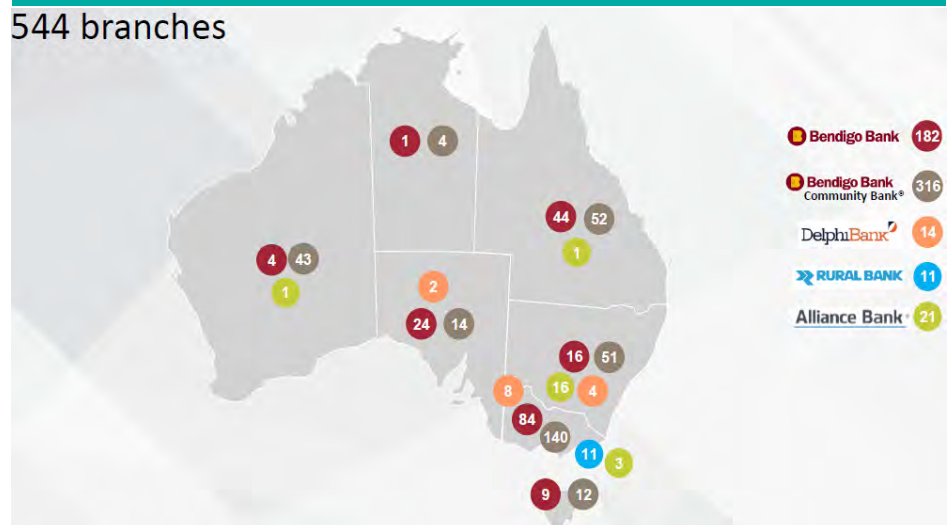 544 branches
1 4
44 52
1
4 43
1
2
24 14
16 51
16 4
8
84
140
11
3
9 12
Bendigo Bank 182
Bendigo Bank 316
Community Bank®
DelphiBank 14
RURAL BANK 11
Alliance Bank 21